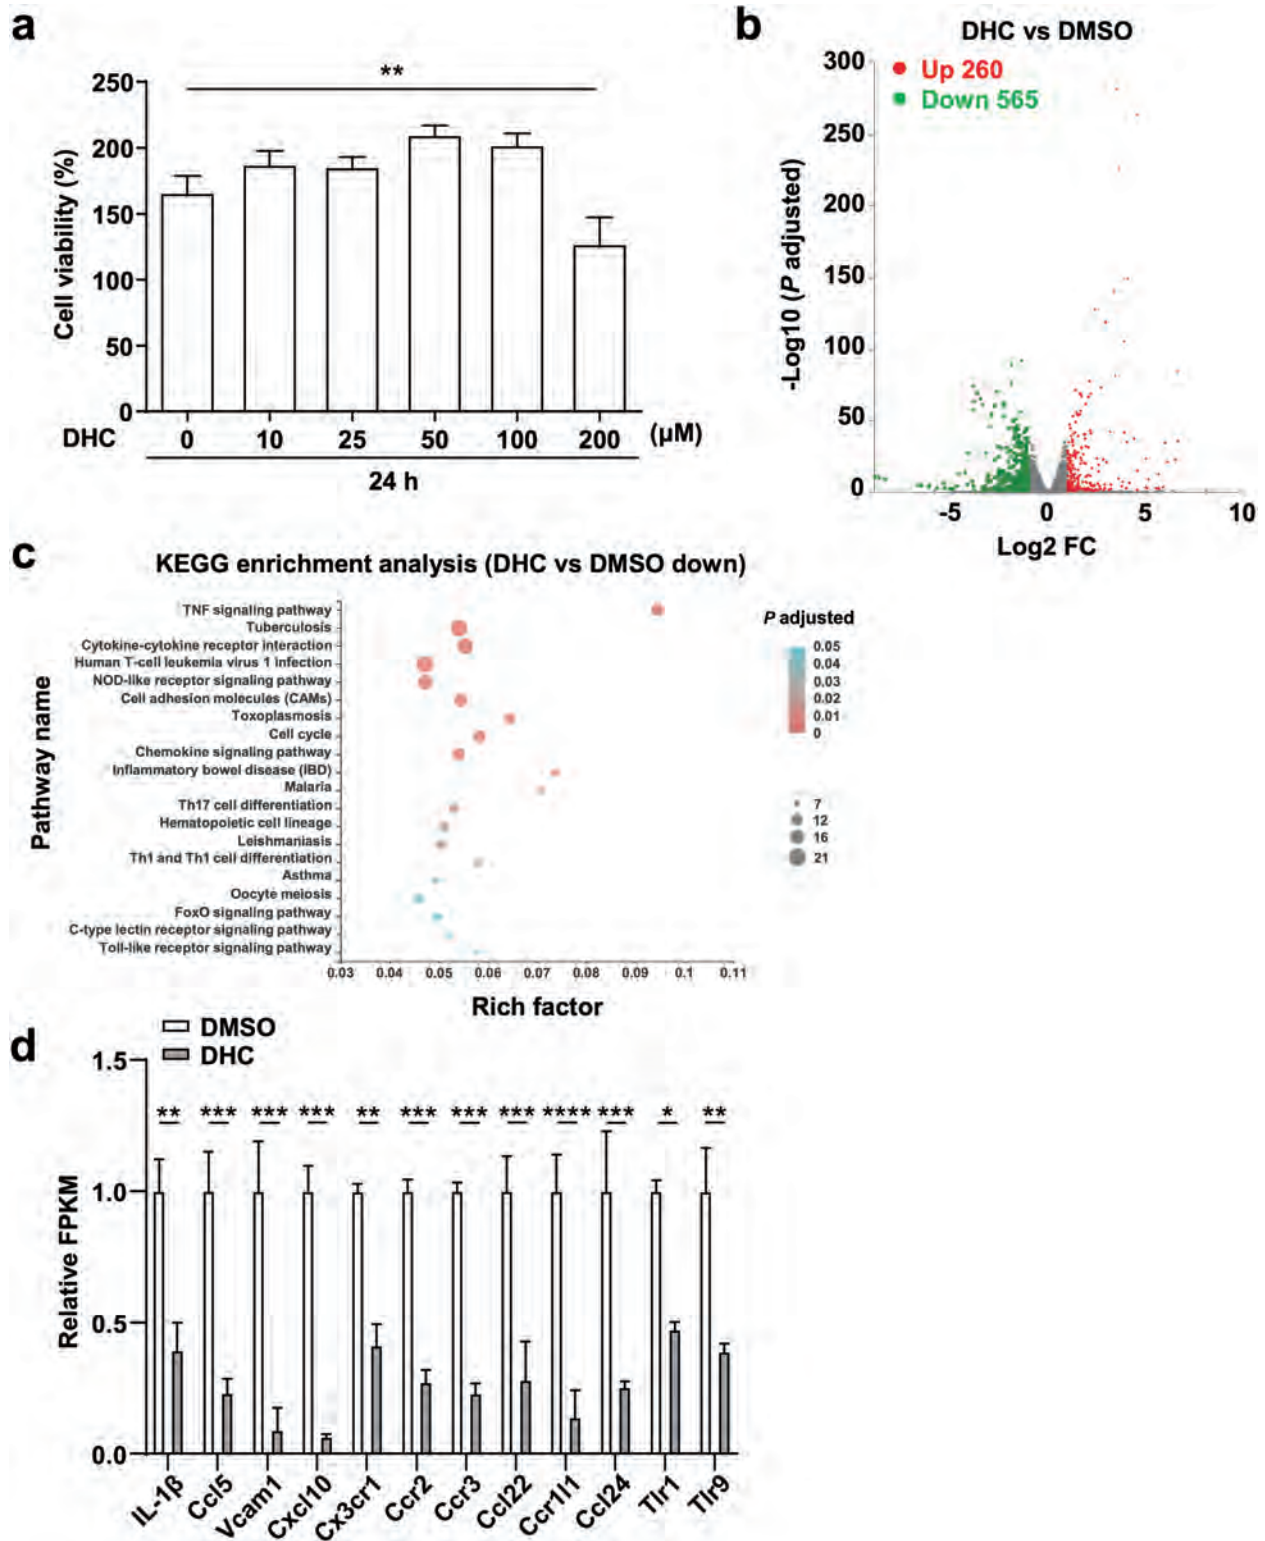 a
250
200
150
100
50
0
Cell viability (%)
**
DHC 0 10 25 50 100 200 (μM)
24 h
b
DHC vs DMSO
Up 260
Down 565
300
250
200
150
100
50
0
-Log10 (P adjusted)
-5 0 5 10
Log2 FC
c
KEGG enrichment analysis (DHC vs DMSO down)
Pathway name
TNF signaling pathway
Tuberculosis
Cytokine-cytokine receptor interaction
Human T-cell leukemia virus 1 infection
NOD-like receptor signaling pathway
Cell adhesion molecules (CAMs)
Toxoplasmosis
Cell cycle
Chemokine signaling pathway
Inflammatory bowel disease (IBD)
Malaria
Th17 cell differentiation
Hematopoietic cell lineage
Leishmaniasis
Th1 and Th1 cell differentiation
Asthma
Oocyte meiosis
FoxO signaling pathway
C-type lectin receptor signaling pathway
Toll-like receptor signaling pathway
0.03 0.04 0.05 0.06 0.07 0.08 0.09 0.1 0.11
Rich factor
P adjusted
0.05
0.04
0.03
0.02
0.01
0
7
12
16
21
d
DMSO
DHC
1.5
1.0
0.5
0.0
Relative FPKM
** *** *** *** ** *** *** *** **** *** * **
IL-1β Ccl5 Vcam1 Cxcl10 Cx3cr1 Ccr2 Ccr3 Ccl22 Ccr1l1 Ccl24 Tlr1 Tlr9